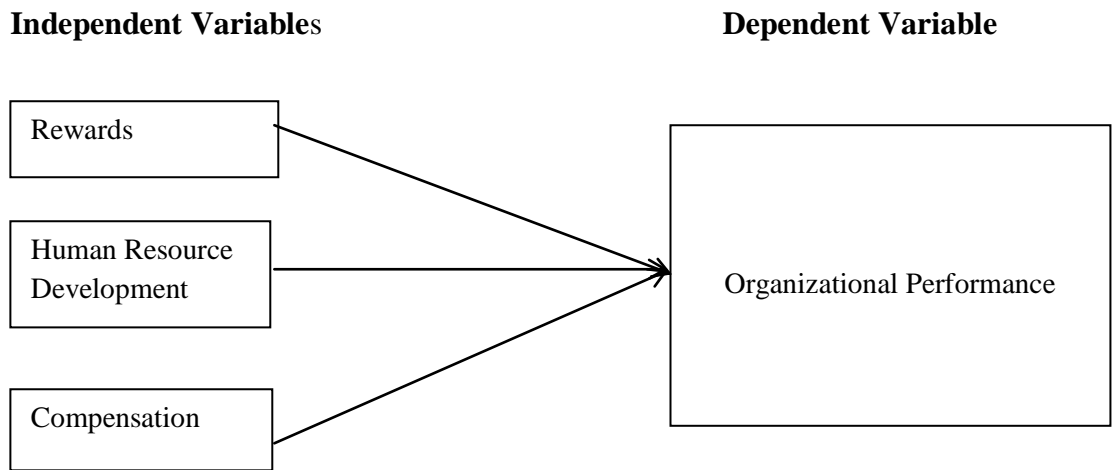 Independent Variables
Dependent Variable
Rewards
Human Resource
Development
Organizational Performance
Compensation